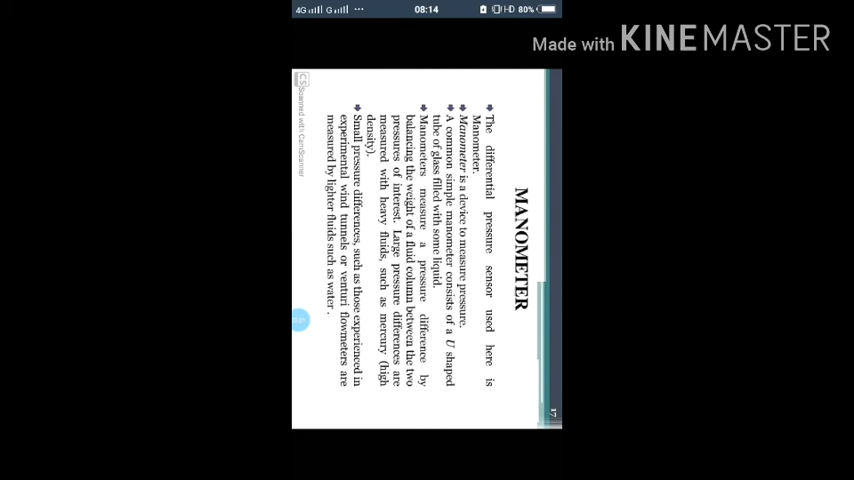 4G G ... 08:14 HD 80%
Made with KINEMASTER
17
MANOMETER
The differential pressure sensor used here is
Manometer.
Manometer is a device to measure pressure.
A common simple manometer consists of a U shaped
tube of glass filled with some liquid.
Manometers measure a pressure difference by
balancing the weight of a fluid column between the two
pressures of interest. Large pressure differences are
measured with heavy fluids, such as mercury (high
density).
Small pressure differences, such as those experienced in
experimental wind tunnels or venturi flowmeters are
measured by lighter fluids such as water .
CS Scanned with CamScanner